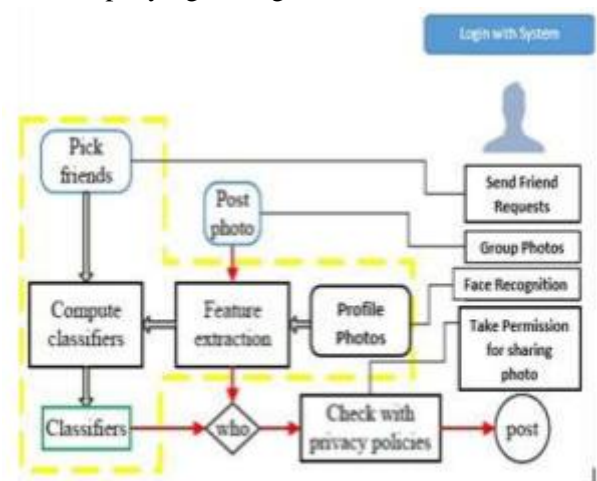 Login with System
Pick
friends
Send Friend
Requests
Post
photo
Group Photos
Face Recognition
Compute
classifiers
Feature
extraction
Profile
Photos
Take Permission
for sharing
photo
Classifiers
who
Check with
privacy policies
post